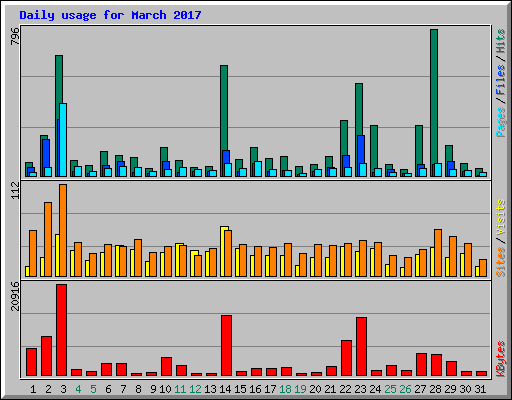 Daily usage for March 2017
796
Pages / Files / Hits
112
Sites / Visits
20916
KBytes
1 2 3 4 5 6 7 8 9 10 11 12 13 14 15 16 17 18 19 20 21 22 23 24 25 26 27 28 29 30 31